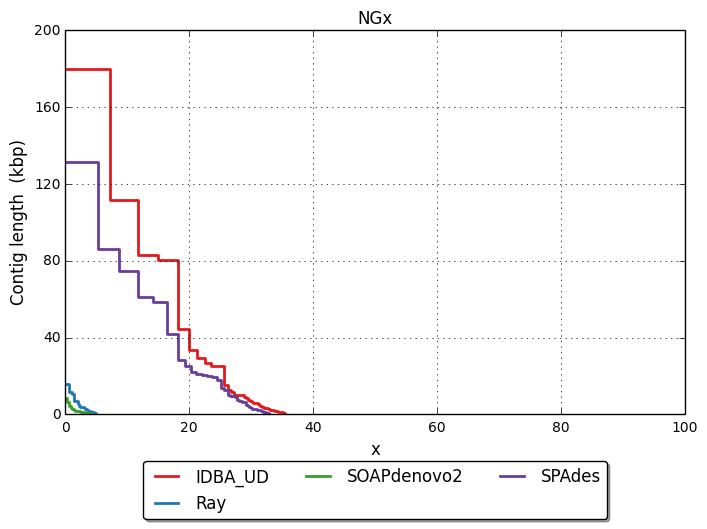 NGx
200
160
120
80
40
0
Contig length (kbp)
0 20 40 60 80 100
x
IDBA_UD SOAPdenovo2 SPAdes
Ray